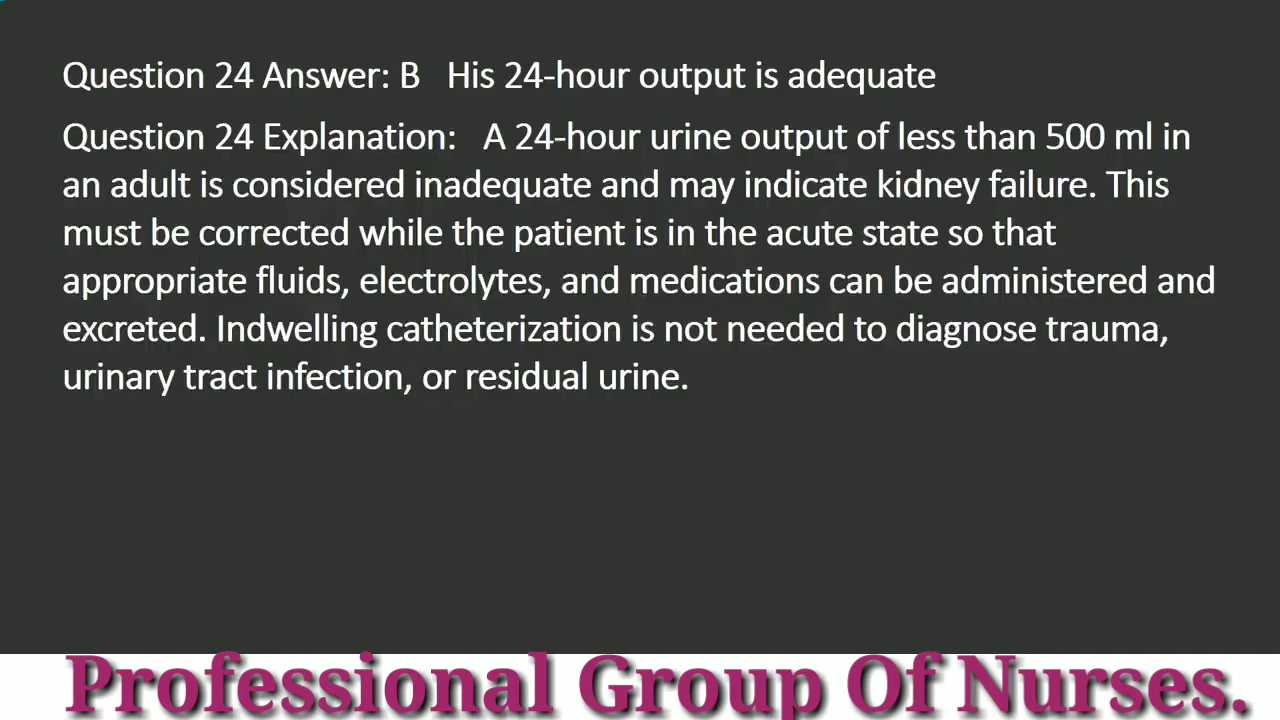 Question 24 Answer: B His 24-hour output is adequate
Question 24 Explanation: A 24-hour urine output of less than 500 ml in
an adult is considered inadequate and may indicate kidney failure. This
must be corrected while the patient is in the acute state so that
appropriate fluids, electrolytes, and medications can be administered and
excreted. Indwelling catheterization is not needed to diagnose trauma,
urinary tract infection, or residual urine.
Professional Group Of Nurses.